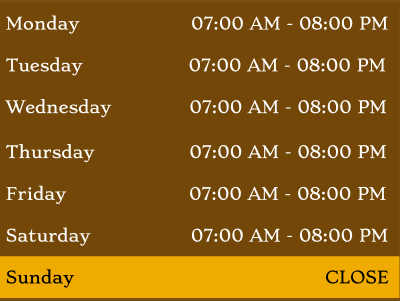 Monday 07:00 AM - 08:00 PM
Tuesday 07:00 AM - 08:00 PM
Wednesday 07:00 AM - 08:00 PM
Thursday 07:00 AM - 08:00 PM
Friday 07:00 AM - 08:00 PM
Saturday 07:00 AM - 08:00 PM
Sunday CLOSE